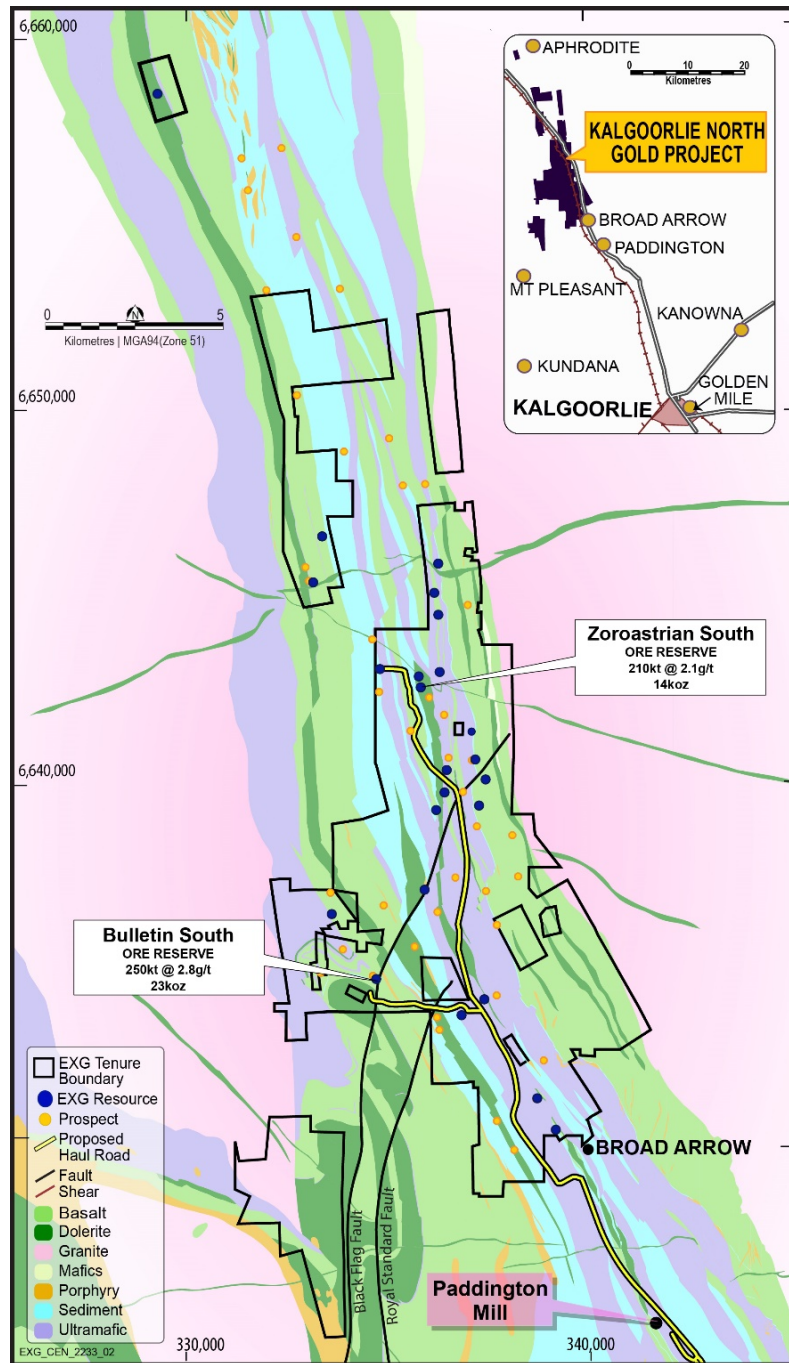 6,660,000
APHRODITE
0 10 20
Kilometres
KALGOORLIE NORTH
GOLD PROJECT
BROAD ARROW
PADDINGTON
MT PLEASANT
KANOWNA
KUNDANA
GOLDEN
MILE
KALGOORLIE
0 N 5
Kilometres | MGA94(Zone 51)
6,650,000
Zoroastrian South
ORE RESERVE
210kt @ 2.1g/t
14koz
6,640,000
Bulletin South
ORE RESERVE
250kt @ 2.8g/t
23koz
EXG Tenure
Boundary
EXG Resource
Prospect
Proposed
Haul Road
Fault
Shear
Basalt
Dolerite
Granite
Mafics
Porphyry
Sediment
Ultramafic
EXG_CEN_2233_02
BROAD ARROW
Black Flag Fault
Royal Standard Fault
Paddington
Mill
330,000
340,000